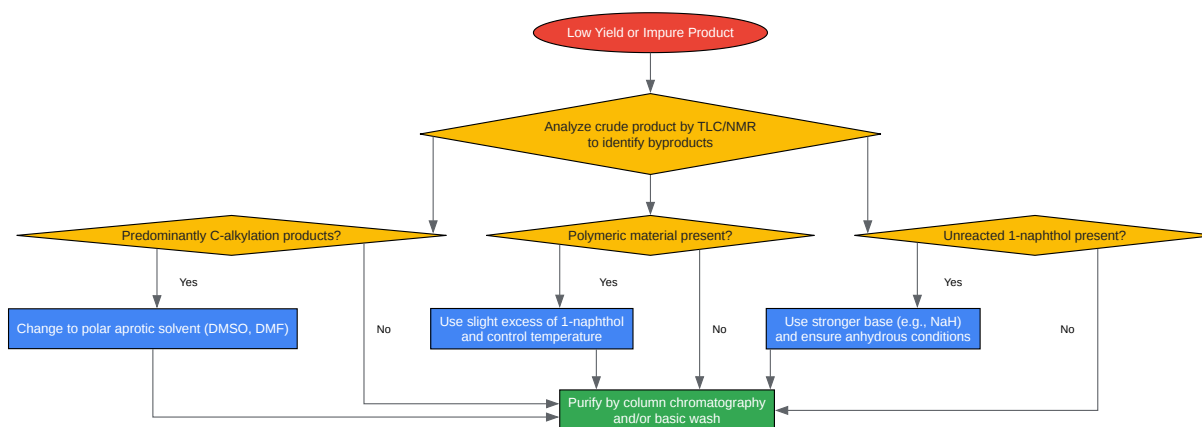 Low Yield or Impure Product
Analyze crude product by TLC/NMR
to identify byproducts
Predominantly C-alkylation products?
Polymeric material present?
Unreacted 1-naphthol present?
Yes
Yes
Yes
Change to polar aprotic solvent (DMSO, DMF)
No
Use slight excess of 1-naphthol
and control temperature
No
Use stronger base (e.g., NaH)
and ensure anhydrous conditions
No
Purify by column chromatography
and/or basic wash